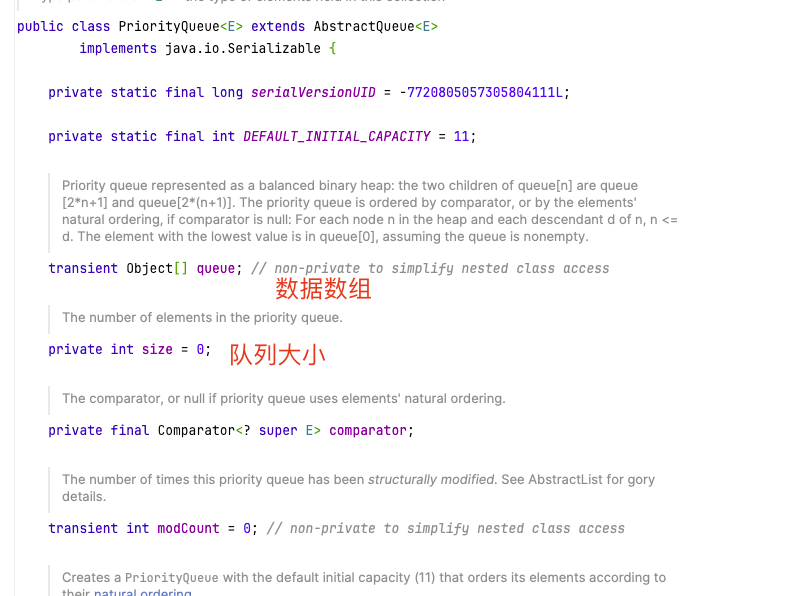 public class PriorityQueue<E> extends AbstractQueue<E>
implements java.io.Serializable {
private static final long serialVersionUID = -7720805057305804111L;
private static final int DEFAULT_INITIAL_CAPACITY = 11;
Priority queue represented as a balanced binary heap: the two children of queue[n] are queue
[2*n+1] and queue[2*(n+1)]. The priority queue is ordered by comparator, or by the elements'
natural ordering, if comparator is null: For each node n in the heap and each descendant d of n, n <=
d. The element with the lowest value is in queue[0], assuming the queue is nonempty.
transient Object[] queue; // non-private to simplify nested class access
数据数组
The number of elements in the priority queue.
private int size = 0; 队列大小
The comparator, or null if priority queue uses elements' natural ordering.
private final Comparator<? super E> comparator;
The number of times this priority queue has been structurally modified. See AbstractList for gory
details.
transient int modCount = 0; // non-private to simplify nested class access
Creates a PriorityQueue with the default initial capacity (11) that orders its elements according to
their natural ordering